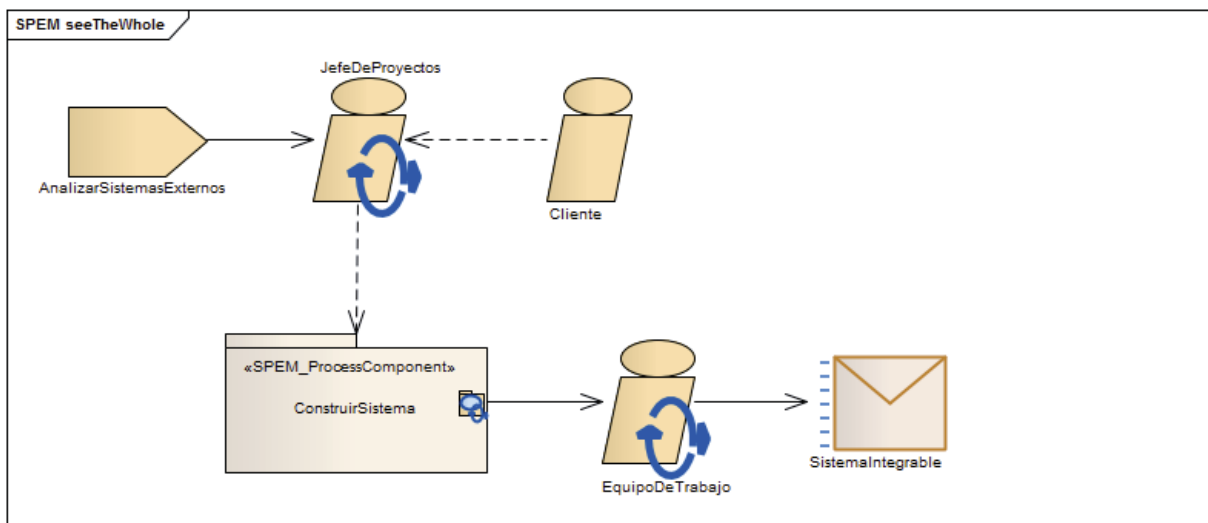 SPEM seeTheWhole
JefeDeProyectos
AnalizarSistemasExternos
Cliente
«SPEM_ProcessComponent»
ConstruirSistema
EquipoDeTrabajo
SistemaIntegrable